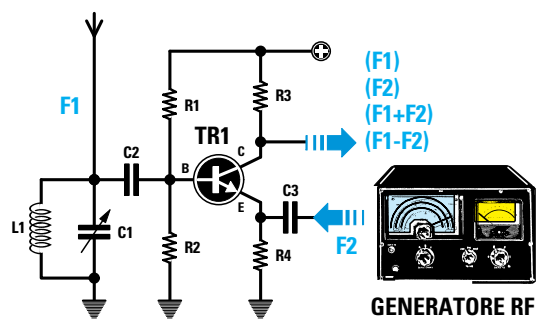 F1
(F1)
(F2)
(F1+F2)
(F1-F2)
R1
R3
TR1
C2
B
C
E
C3
L1
C1
R2
R4
F2
GENERATORE RF